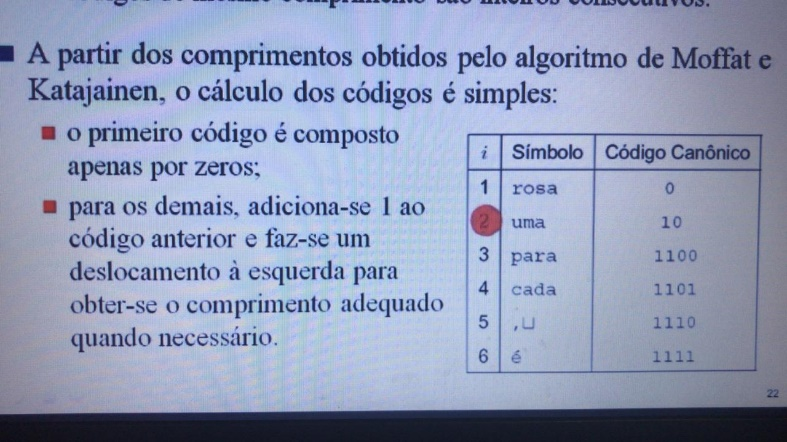 A partir dos comprimentos obtidos pelo algoritmo de Moffat e
Katajainen, o cálculo dos códigos é simples:
o primeiro código é composto
apenas por zeros;
para os demais, adiciona-se 1 ao
código anterior e faz-se um
deslocamento à esquerda para
obter-se o comprimento adequado
quando necessário.
i Símbolo Código Canônico
1 rosa 0
2 uma 10
3 para 1100
4 cada 1101
5 ,⊔ 1110
6 é 1111
22